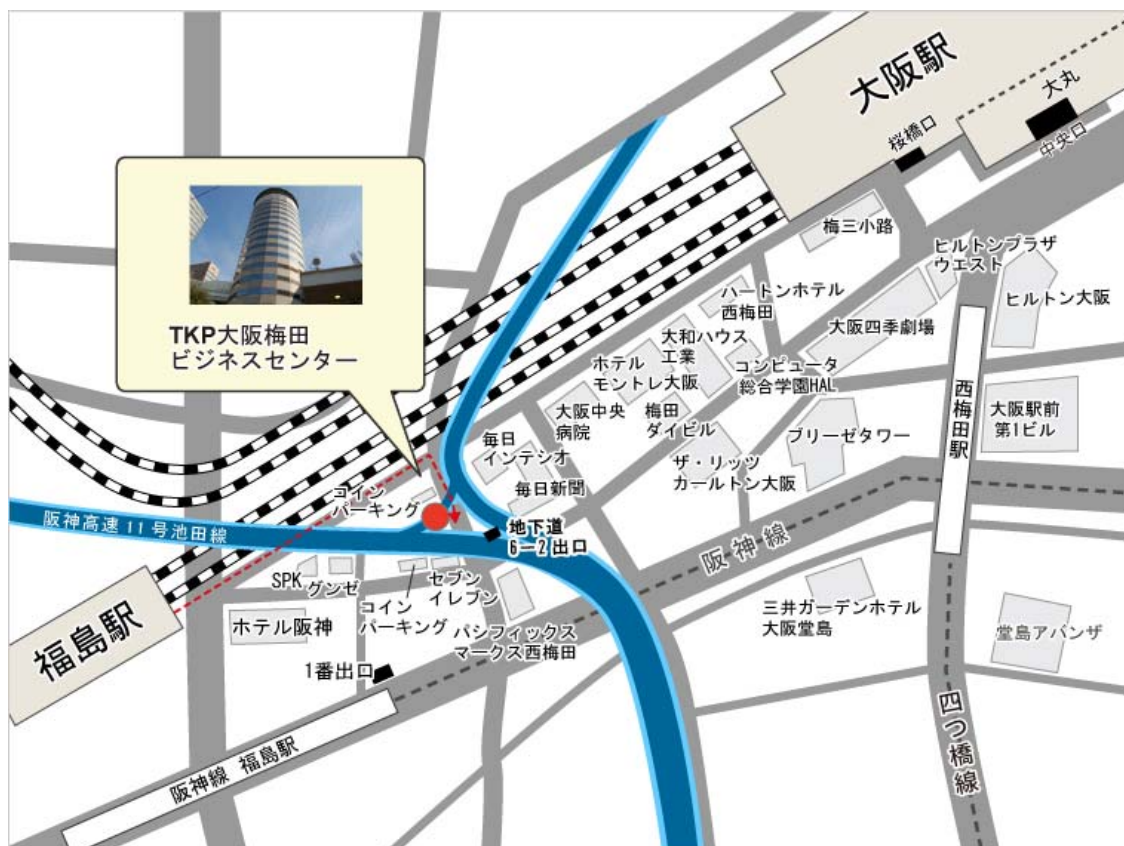 大阪駅
大丸
桜橋口
中央口
梅三小路
ヒルトンプラザ
ウエスト
ヒルトン大阪
ハートンホテル
西梅田
大阪四季劇場
TKP大阪梅田
ビジネスセンター
大和ハウス
工業
ホテル
モントレ大阪
コンピュータ
総合学園HAL
西梅田駅
大阪駅前
第1ビル
大阪中央
病院
梅田
ダイビル
ブリーゼタワー
毎日
インテシオ
ザ・リッツ
カールトン大阪
毎日新聞
コイン
パーキング
阪神高速11号池田線
地下道
6−2出口
阪神線
SPK
グンゼ
コイン
パーキング
セブン
イレブン
三井ガーデンホテル
大阪堂島
堂島アバンザ
福島駅
ホテル阪神
パシフィックス
マークス西梅田
1番出口
四つ橋線
阪神線 福島駅